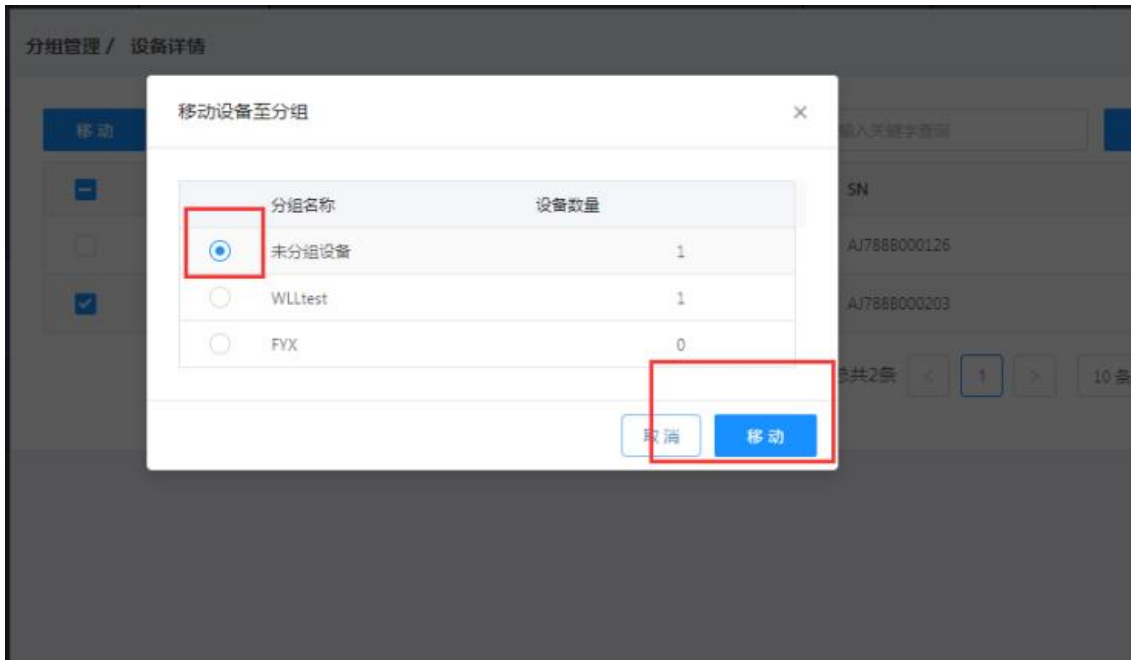 分组管理 / 设备详情
移动设备至分组
移 动
输入关键字查询
分组名称 设备数量
SN
未分组设备 1
AJ788B000126
WLLtest 1
AJ788B000203
FYX 0
总共2条 < 1 > 10 条
取 消 移 动